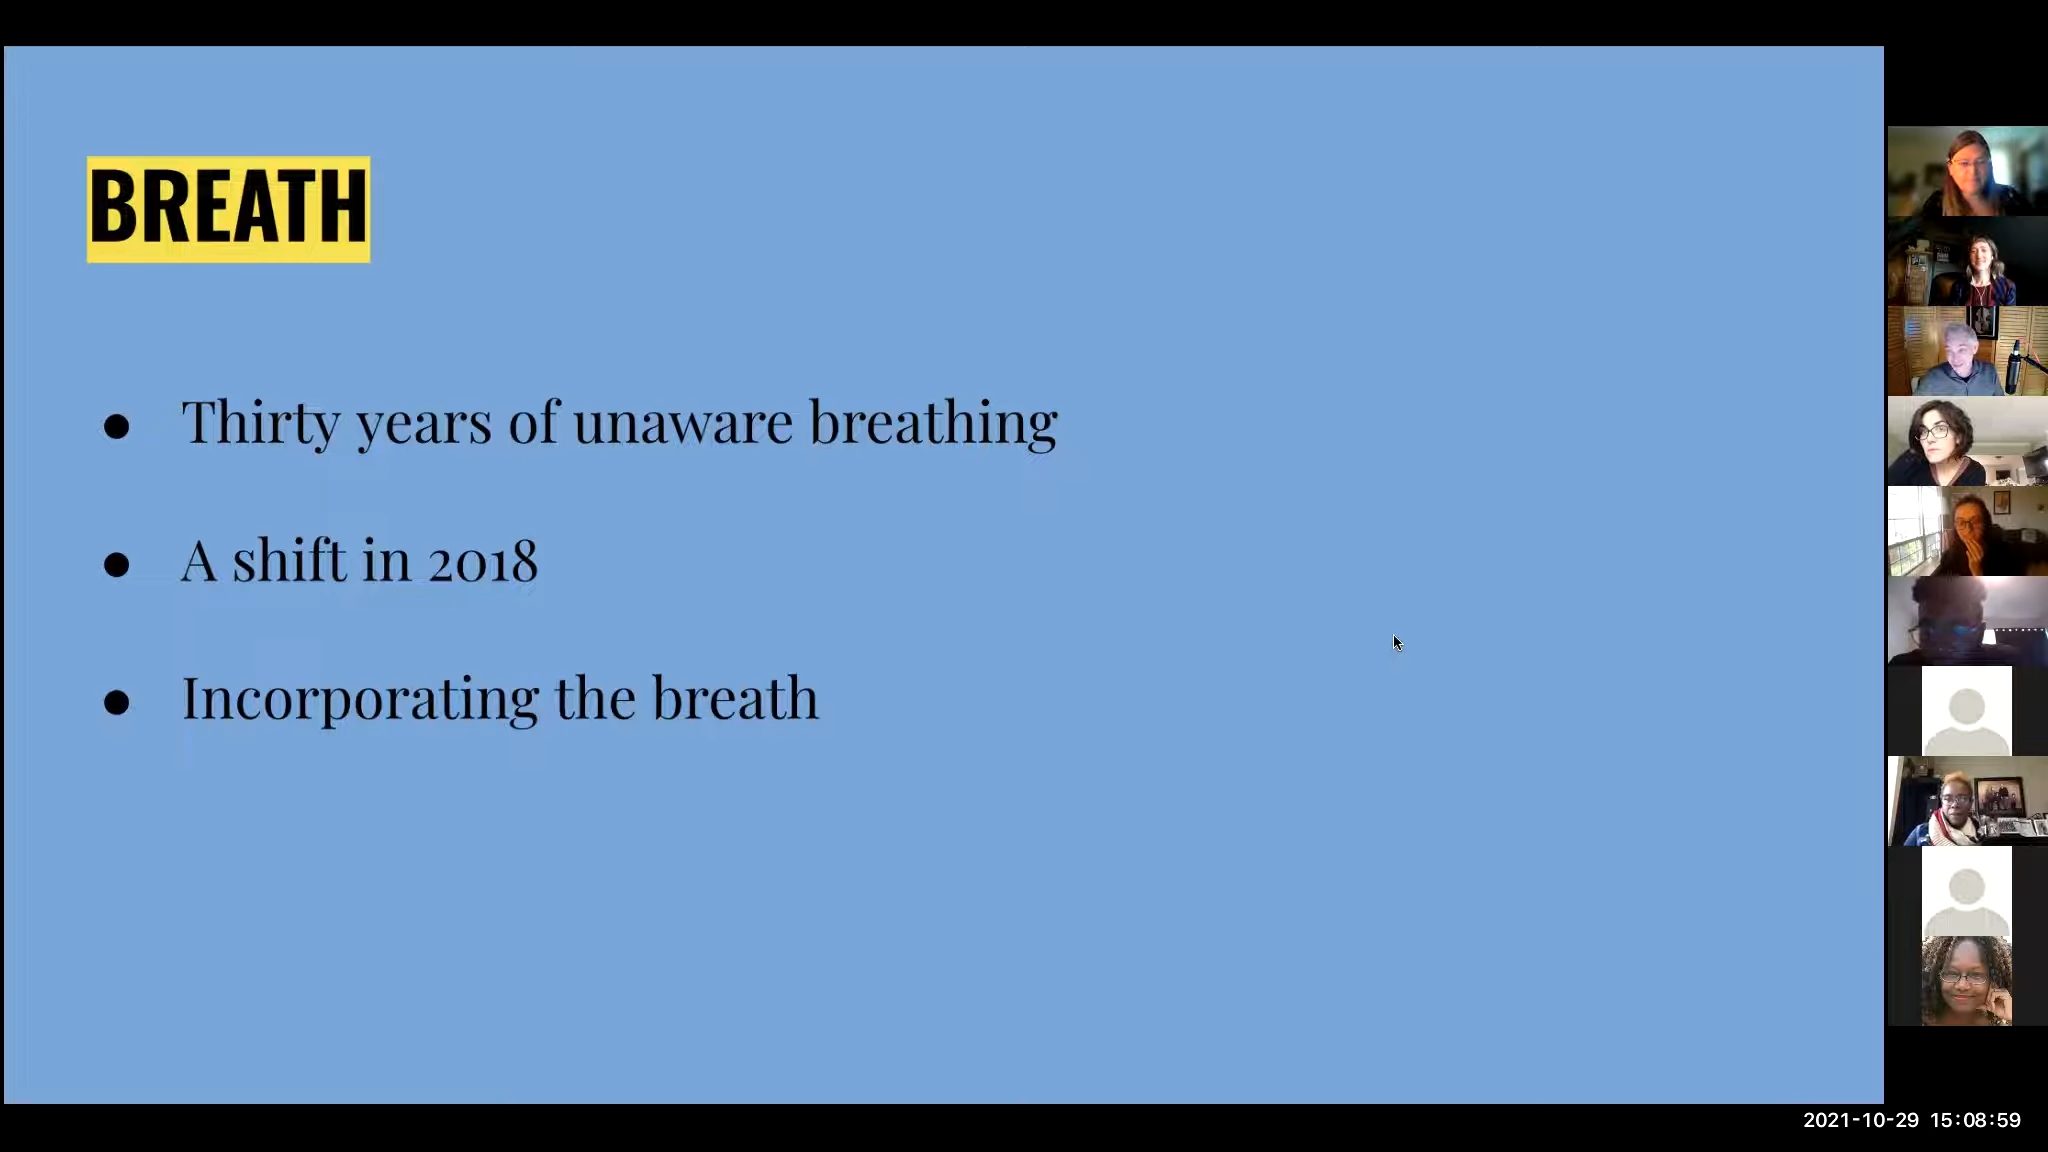 BREATH
● Thirty years of unaware breathing
● A shift in 2018
● Incorporating the breath
2021-10-29 15:08:59